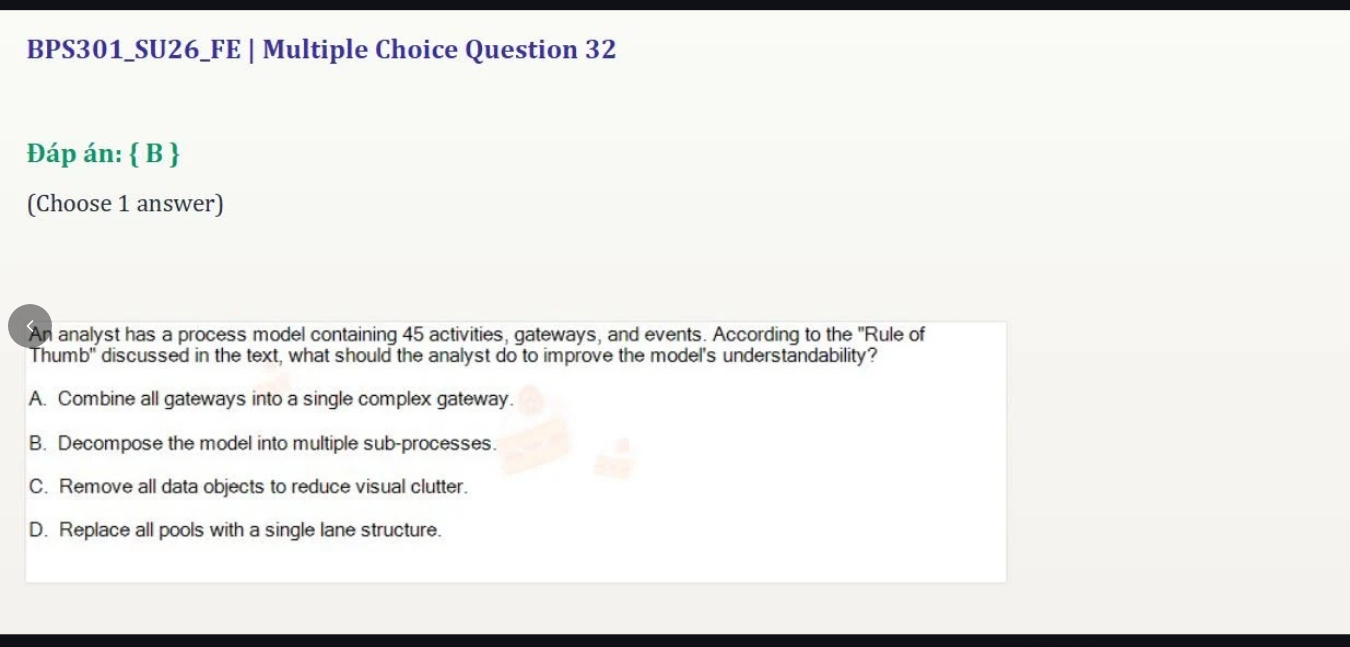 BPS301_SU26_FE | Multiple Choice Question 32
Đáp án: { B }
(Choose 1 answer)
An analyst has a process model containing 45 activities, gateways, and events. According to the "Rule of
Thumb" discussed in the text, what should the analyst do to improve the model's understandability?
A. Combine all gateways into a single complex gateway.
B. Decompose the model into multiple sub-processes.
C. Remove all data objects to reduce visual clutter.
D. Replace all pools with a single lane structure.